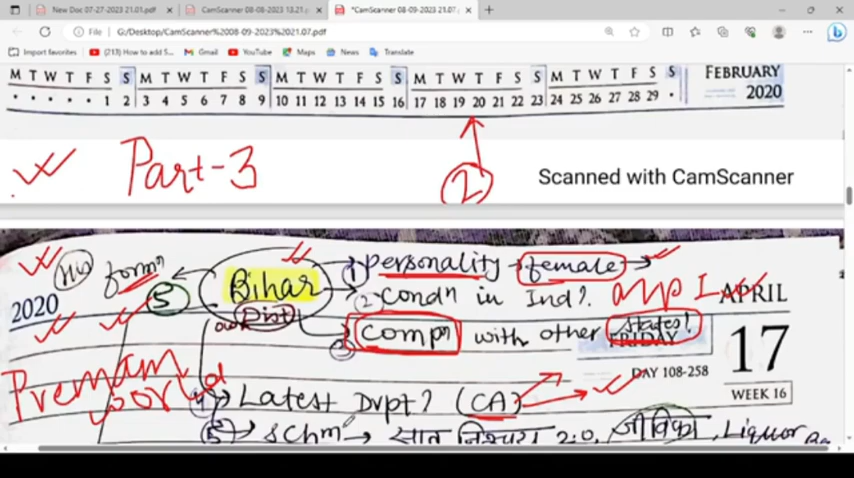 New Doc 07-27-2023 21.01.pdf
CamScanner 08-08-2023 13.21.pdf
*CamScanner 08-09-2023 21.07.pdf
File G:/Desktop/CamScanner%2008-09-2023%2021.07.pdf
Import favorites (213) How to add S... Gmail YouTube Maps News Translate
M T W T F S S M T W T F S S M T W T F S S M T W T F S S M T W T F S S FEBRUARY
• • • • • 1 2 3 4 5 6 7 8 9 10 11 12 13 14 15 16 17 18 19 20 21 22 23 24 25 26 27 28 29 • 2020
Part-3
2
Scanned with CamScanner
His form
5
Bihar
Dist
① personality → female →
② Condn in Ind?. APRIL
③ Compn with other states!
2020
FRIDAY 17
DAY 108-258
WEEK 16
Premam world
④ → Latest Dvpt? (CA)
⑤ → Schm → सात निश्चय 2.0, जीविका, Liquor